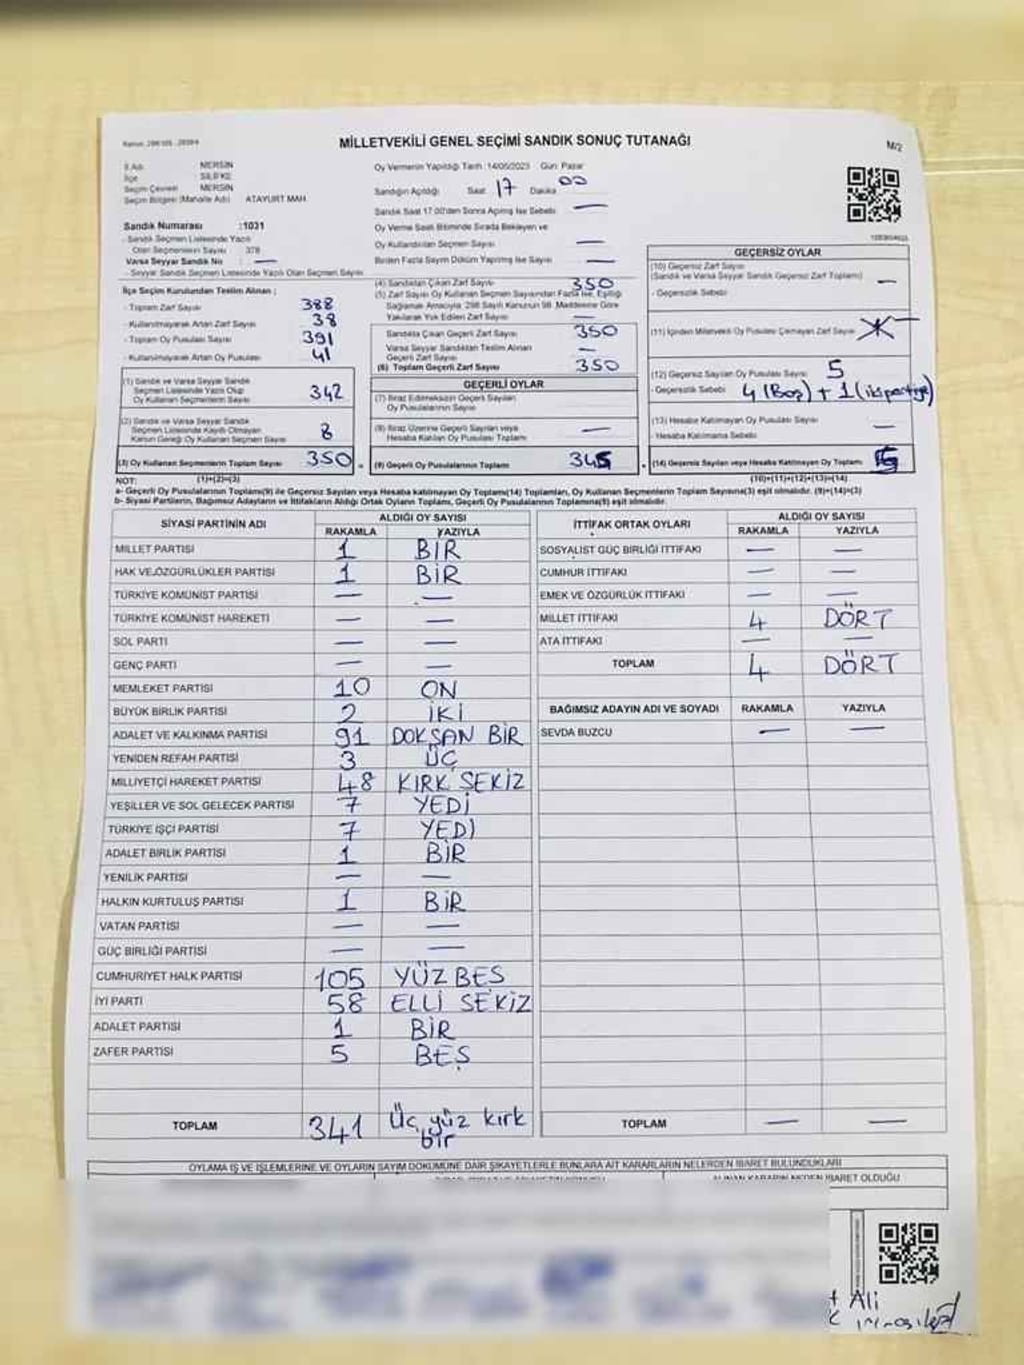 MİLLETVEKİLİ GENEL SEÇİMİ SANDIK SONUÇ TUTANAĞI
M/2
İl Adı MERSİN
İlçe SİLİFKE
Seçim Çevresi MERSİN
Seçim Bölgesi (Mahalle Adı) ATAYURT MAH
Sandık Numarası :1031
- Sandık Seçmen Listesinde Yazılı
Olan Seçmenlerin Sayısı 378
Varsa Seyyar Sandık No : —
- Seyyar Sandık Seçmen Listesinde Yazılı Olan Seçmen Sayısı
Oy Vermenin Yapıldığı Tarih :14/05/2023 Gün: Pazar
Sandığın Açıldığı Saat 17 Dakika 00
Sandık Saat 17.00'den Sonra Açılmış İse Sebebi —
Oy Verme Saati Bitiminde Sırada Bekleyen ve
Oy Kullandırılan Seçmen Sayısı —
Birden Fazla Sayım Döküm Yapılmış İse Sayısı —
İlçe Seçim Kurulundan Teslim Alınan ;
- Toplam Zarf Sayısı 388
- Kullanılmayarak Artan Zarf Sayısı 38
- Toplam Oy Pusulası Sayısı 391
- Kullanılmayarak Artan Oy Pusulası 41
(1) Sandık ve Varsa Seyyar Sandık
Seçmen Listesinde Yazılı Olup
Oy Kullanan Seçmenlerin Sayısı 342
(2) Sandık ve Varsa Seyyar Sandık
Seçmen Listesinde Kayıtlı Olmayan
Kanun Gereği Oy Kullanan Seçmen Sayısı 8
(3) Oy Kullanan Seçmenlerin Toplam Sayısı 350
(1)+(2)=(3)
(4) Sandıktan Çıkan Zarf Sayısı 350
(5) Zarf Sayısı Oy Kullanan Seçmen Sayısından Fazla İse, Eşitliği
Sağlamak Amacıyla; 298 Sayılı Kanunun 98. Maddesine Göre
Yakılarak Yok Edilen Zarf Sayısı —
Sandıkta Çıkan Geçerli Zarf Sayısı 350
Varsa Seyyar Sandıktan Teslim Alınan
Geçerli Zarf Sayısı —
(6) Toplam Geçerli Zarf Sayısı 350
GEÇERLİ OYLAR
(7) İtiraz Edilmeksizin Geçerli Sayılan
Oy Pusulalarının Sayısı
(8) İtiraz Üzerine Geçerli Sayılan veya
Hesaba Katılan Oy Pusulaları Toplamı —
(9) Geçerli Oy Pusulalarının Toplamı 345
GEÇERSİZ OYLAR
(10) Geçersiz Zarf Sayısı
(Sandık ve Varsa Seyyar Sandık Geçersiz Zarf Toplamı) —
- Geçersizlik Sebebi:
(11) İçinden Milletvekili Oy Pusulası Çıkmayan Zarf Sayısı —
(12) Geçersiz Sayılan Oy Pusulası Sayısı 5
- Geçersizlik Sebebi: 4 (Boş) + 1 (iki partiye)
(13) Hesaba Katılmayan Oy Pusulası Sayısı —
- Hesaba Katılmama Sebebi:
(14) Geçersiz Sayılan veya Hesaba Katılmayan Oy Toplamı 5
(10)+(11)+(12)+(13)=(14)
NOT:
a- Geçerli Oy Pusulalarının Toplamı(9) ile Geçersiz Sayılan veya Hesaba katılmayan Oy Toplamı(14) Toplamları, Oy Kullanan Seçmenlerin Toplam Sayısına(3) eşit olmalıdır. (9)+(14)=(3)
b- Siyasi Partilerin, Bağımsız Adayların ve İttifakların Aldığı Ortak Oyların Toplamı, Geçerli Oy Pusulalarının Toplamına(9) eşit olmalıdır.
SİYASİ PARTİNİN ADI ALDIĞI OY SAYISI
RAKAMLA YAZIYLA
MİLLET PARTİSİ 1 BİR
HAK VE ÖZGÜRLÜKLER PARTİSİ 1 BİR
TÜRKİYE KOMÜNİST PARTİSİ — —
TÜRKİYE KOMÜNİST HAREKETİ — —
SOL PARTİ — —
GENÇ PARTİ — —
MEMLEKET PARTİSİ 10 ON
BÜYÜK BİRLİK PARTİSİ 2 İKİ
ADALET VE KALKINMA PARTİSİ 91 DOKSAN BİR
YENİDEN REFAH PARTİSİ 3 ÜÇ
MİLLİYETÇİ HAREKET PARTİSİ 48 KIRK SEKİZ
YEŞİLLER VE SOL GELECEK PARTİSİ 7 YEDİ
TÜRKİYE İŞÇİ PARTİSİ 7 YEDİ
ADALET BİRLİK PARTİSİ 1 BİR
YENİLİK PARTİSİ — —
HALKIN KURTULUŞ PARTİSİ 1 BİR
VATAN PARTİSİ — —
GÜÇ BİRLİĞİ PARTİSİ — —
CUMHURİYET HALK PARTİSİ 105 YÜZ BEŞ
İYİ PARTİ 58 ELLİ SEKİZ
ADALET PARTİSİ 1 BİR
ZAFER PARTİSİ 5 BEŞ
TOPLAM 341 Üç yüz kırk
bir
İTTİFAK ORTAK OYLARI ALDIĞI OY SAYISI
RAKAMLA YAZIYLA
SOSYALİST GÜÇ BİRLİĞİ İTTİFAKI — —
CUMHUR İTTİFAKI — —
EMEK VE ÖZGÜRLÜK İTTİFAKI — —
MİLLET İTTİFAKI 4 DÖRT
ATA İTTİFAKI — —
TOPLAM 4 DÖRT
BAĞIMSIZ ADAYIN ADI VE SOYADI RAKAMLA YAZIYLA
SEVDA BUZCU — —
TOPLAM — —
OYLAMA İŞ VE İŞLEMLERİNE VE OYLARIN SAYIM DÖKÜMÜNE DAİR ŞİKAYETLERLE BUNLARA AİT KARARLARIN NELERDEN İBARET BULUNDUKLARI
ALINAN KARARIN NEDEN İBARET OLDUĞU
Ali